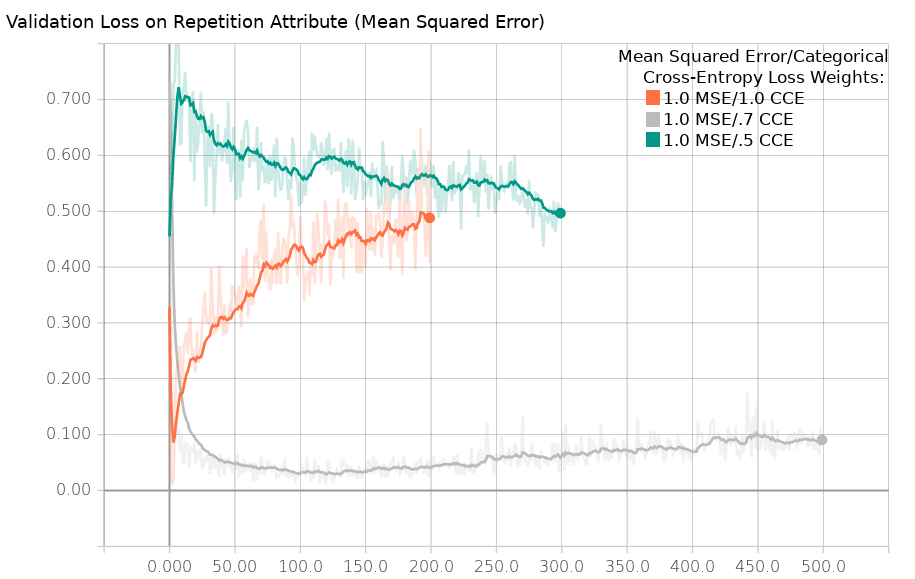 Validation Loss on Repetition Attribute (Mean Squared Error)
Mean Squared Error/Categorical
Cross-Entropy Loss Weights:
1.0 MSE/1.0 CCE
1.0 MSE/.7 CCE
1.0 MSE/.5 CCE
0.700
0.600
0.500
0.400
0.300
0.200
0.100
0.00
0.000 50.00 100.0 150.0 200.0 250.0 300.0 350.0 400.0 450.0 500.0